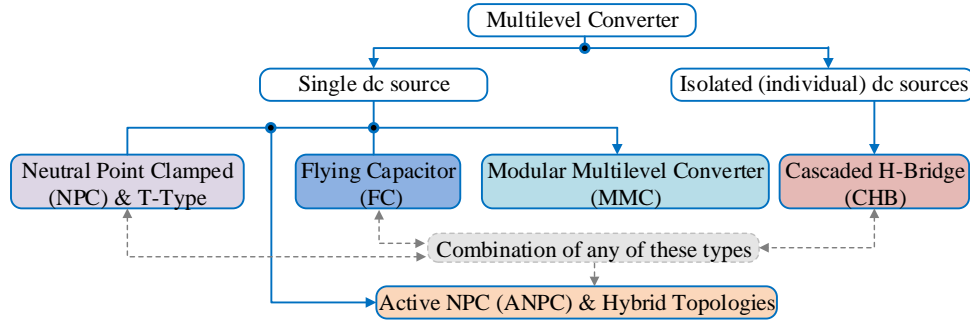 Multilevel Converter
Single dc source
Isolated (individual) dc sources
Neutral Point Clamped
(NPC) & T-Type
Flying Capacitor
(FC)
Modular Multilevel Converter
(MMC)
Cascaded H-Bridge
(CHB)
Combination of any of these types
Active NPC (ANPC) & Hybrid Topologies